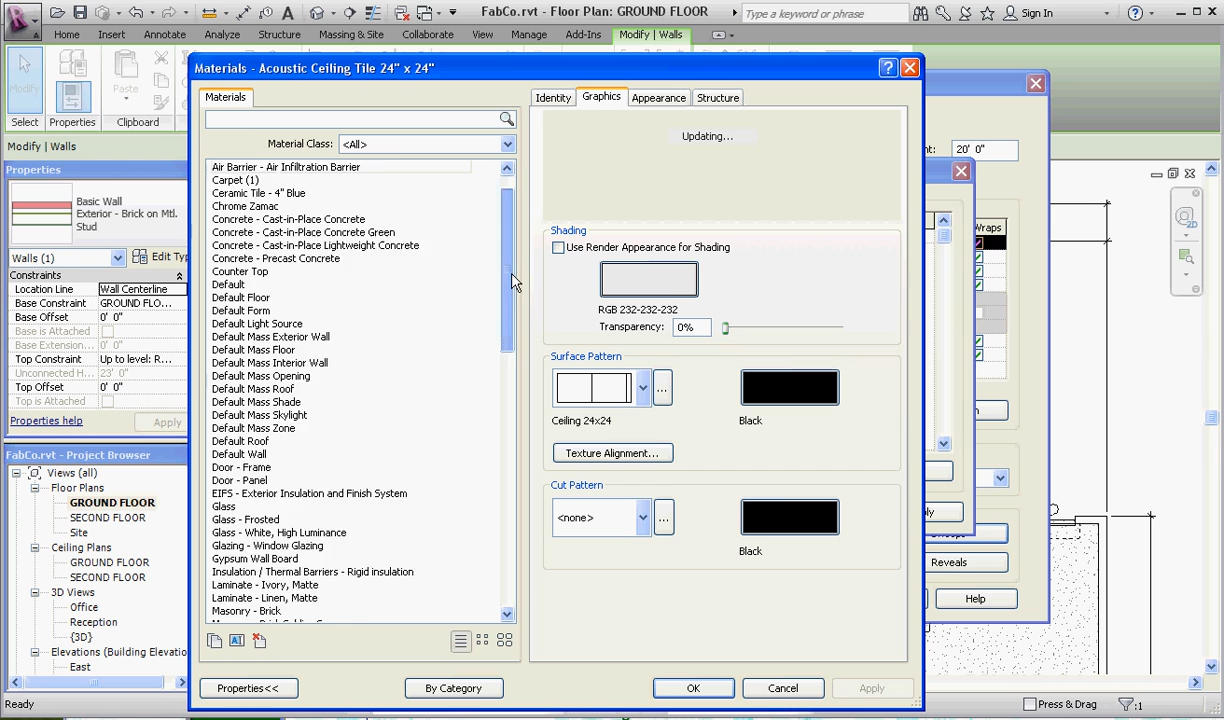 FabCo.rvt - Floor Plan: GROUND FLOOR
Type a keyword or phrase
Sign In
Home Insert Annotate Analyze Structure Massing & Site Collaborate View Manage Add-Ins Modify | Walls
Modify
Paste
Select Properties Clipboard
Modify | Walls
20' 0"
Properties
Basic Wall
Exterior - Brick on Mtl.
Stud
Walls (1)
Edit Typ
Constraints
Location Line Wall Centerline
Base Constraint GROUND FLO...
Base Offset 0' 0"
Base is Attached
Base Extension...
Top Constraint Up to level: R...
Unconnected H... 23' 0"
Top Offset 0' 0"
Top is Attached
Properties help
Apply
FabCo.rvt - Project Browser
Views (all)
Floor Plans
GROUND FLOOR
SECOND FLOOR
Site
Ceiling Plans
GROUND FLOOR
SECOND FLOOR
3D Views
Office
Reception
{3D}
Elevations (Building Elevation
East
Ready
Materials - Acoustic Ceiling Tile 24" x 24"
Materials
Material Class: <All>
Air Barrier - Air Infiltration Barrier
Carpet (1)
Ceramic Tile - 4" Blue
Chrome Zamac
Concrete - Cast-in-Place Concrete
Concrete - Cast-in-Place Concrete Green
Concrete - Cast-in-Place Lightweight Concrete
Concrete - Precast Concrete
Counter Top
Default
Default Floor
Default Form
Default Light Source
Default Mass Exterior Wall
Default Mass Floor
Default Mass Interior Wall
Default Mass Opening
Default Mass Roof
Default Mass Shade
Default Mass Skylight
Default Mass Zone
Default Roof
Default Wall
Door - Frame
Door - Panel
EIFS - Exterior Insulation and Finish System
Glass
Glass - Frosted
Glass - White, High Luminance
Glazing - Window Glazing
Gypsum Wall Board
Insulation / Thermal Barriers - Rigid insulation
Laminate - Ivory, Matte
Laminate - Linen, Matte
Masonry - Brick
Properties<<
By Category
OK
Cancel
Apply
Identity Graphics Appearance Structure
Updating...
Shading
Use Render Appearance for Shading
RGB 232-232-232
Transparency: 0%
Surface Pattern
...
Ceiling 24x24 Black
Texture Alignment...
Cut Pattern
<none> ...
Black
Wraps
Reveals
Help
Press & Drag
:1